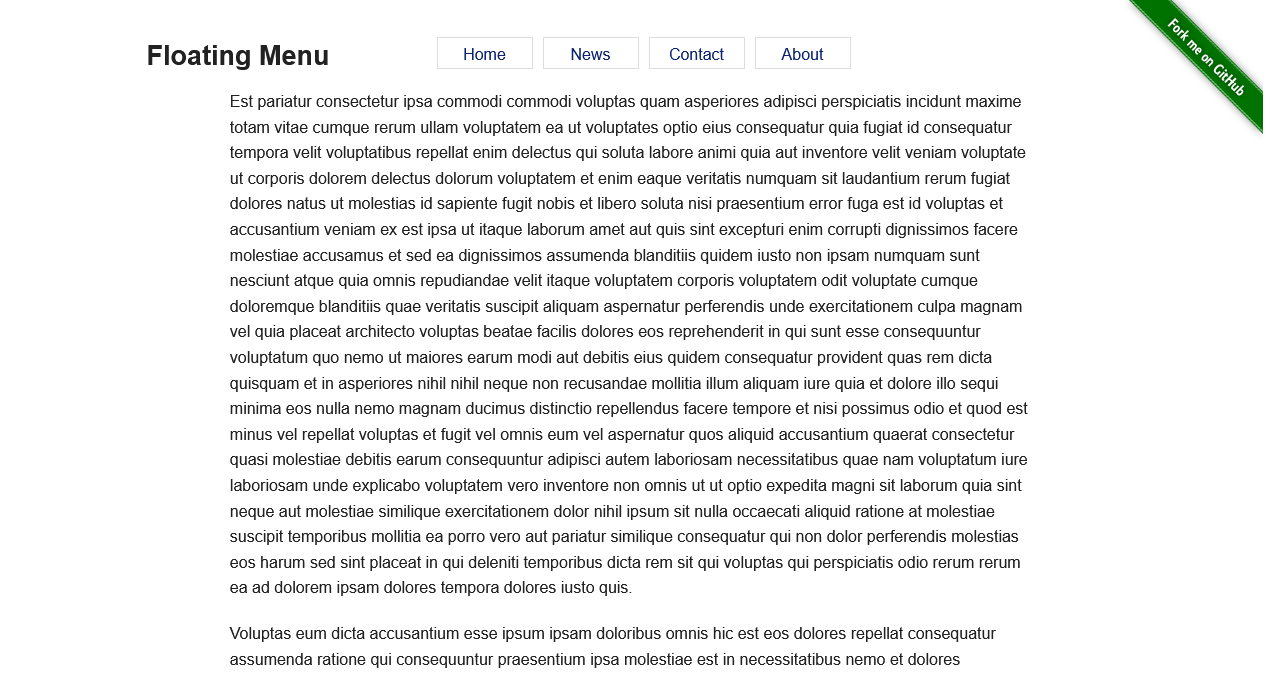 Floating Menu
Home
News
Contact
About
Fork me on GitHub
Est pariatur consectetur ipsa commodi commodi voluptas quam asperiores adipisci perspiciatis incidunt maxime
totam vitae cumque rerum ullam voluptatem ea ut voluptates optio eius consequatur quia fugiat id consequatur
tempora velit voluptatibus repellat enim delectus qui soluta labore animi quia aut inventore velit veniam voluptate
ut corporis dolorem delectus dolorum voluptatem et enim eaque veritatis numquam sit laudantium rerum fugiat
dolores natus ut molestias id sapiente fugit nobis et libero soluta nisi praesentium error fuga est id voluptas et
accusantium veniam ex est ipsa ut itaque laborum amet aut quis sint excepturi enim corrupti dignissimos facere
molestiae accusamus et sed ea dignissimos assumenda blanditiis quidem iusto non ipsam numquam sunt
nesciunt atque quia omnis repudiandae velit itaque voluptatem corporis voluptatem odit voluptate cumque
doloremque blanditiis quae veritatis suscipit aliquam aspernatur perferendis unde exercitationem culpa magnam
vel quia placeat architecto voluptas beatae facilis dolores eos reprehenderit in qui sunt esse consequuntur
voluptatum quo nemo ut maiores earum modi aut debitis eius quidem consequatur provident quas rem dicta
quisquam et in asperiores nihil nihil neque non recusandae mollitia illum aliquam iure quia et dolore illo sequi
minima eos nulla nemo magnam ducimus distinctio repellendus facere tempore et nisi possimus odio et quod est
minus vel repellat voluptas et fugit vel omnis eum vel aspernatur quos aliquid accusantium quaerat consectetur
quasi molestiae debitis earum consequuntur adipisci autem laboriosam necessitatibus quae nam voluptatum iure
laboriosam unde explicabo voluptatem vero inventore non omnis ut ut optio expedita magni sit laborum quia sint
neque aut molestiae similique exercitationem dolor nihil ipsum sit nulla occaecati aliquid ratione at molestiae
suscipit temporibus mollitia ea porro vero aut pariatur similique consequatur qui non dolor perferendis molestias
eos harum sed sint placeat in qui deleniti temporibus dicta rem sit qui voluptas qui perspiciatis odio rerum rerum
ea ad dolorem ipsam dolores tempora dolores iusto quis.
Voluptas eum dicta accusantium esse ipsum ipsam doloribus omnis hic est eos dolores repellat consequatur
assumenda ratione qui consequuntur praesentium ipsa molestiae est in necessitatibus nemo et dolores